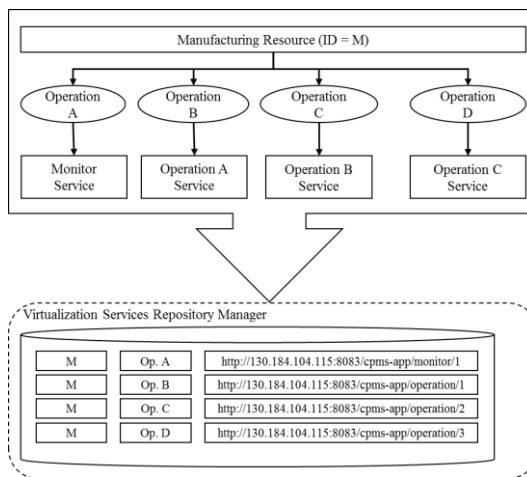 Manufacturing Resource (ID = M)
Operation
A
Operation
B
Operation
C
Operation
D
Monitor
Service
Operation A
Service
Operation B
Service
Operation C
Service
Virtualization Services Repository Manager
M Op. A http://130.184.104.115:8083/cpms-app/monitor/1
M Op. B http://130.184.104.115:8083/cpms-app/operation/1
M Op. C http://130.184.104.115:8083/cpms-app/operation/2
M Op. D http://130.184.104.115:8083/cpms-app/operation/3